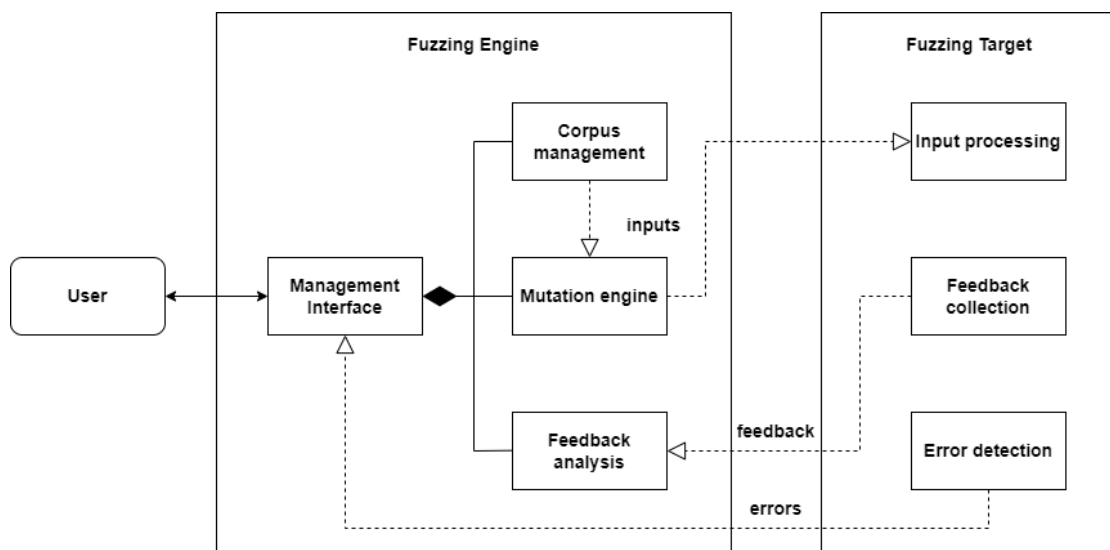 Fuzzing Engine
Fuzzing Target
Corpus
management
Input processing
inputs
User
Management
Interface
Mutation engine
Feedback
collection
feedback
Feedback
analysis
Error detection
errors